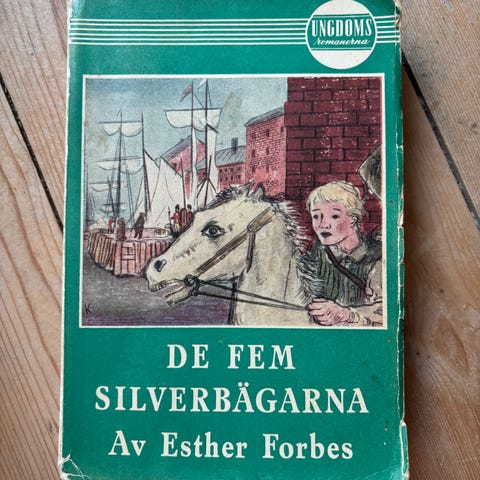 UNGDOMS
romanerna
K
DE FEM
SILVERBÄGARNA
Av Esther Forbes